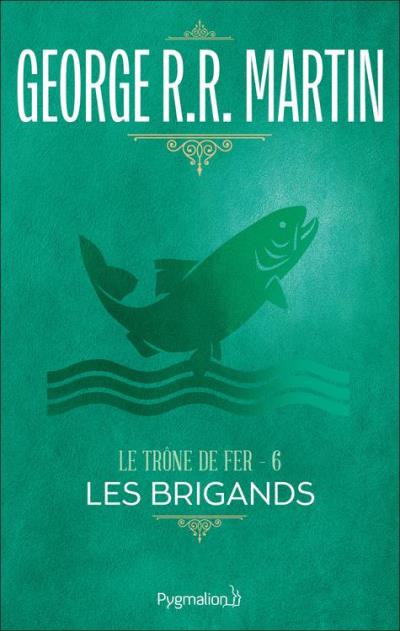 GEORGE R.R. MARTIN
LE TRÔNE DE FER - 6
LES BRIGANDS
Pygmalion